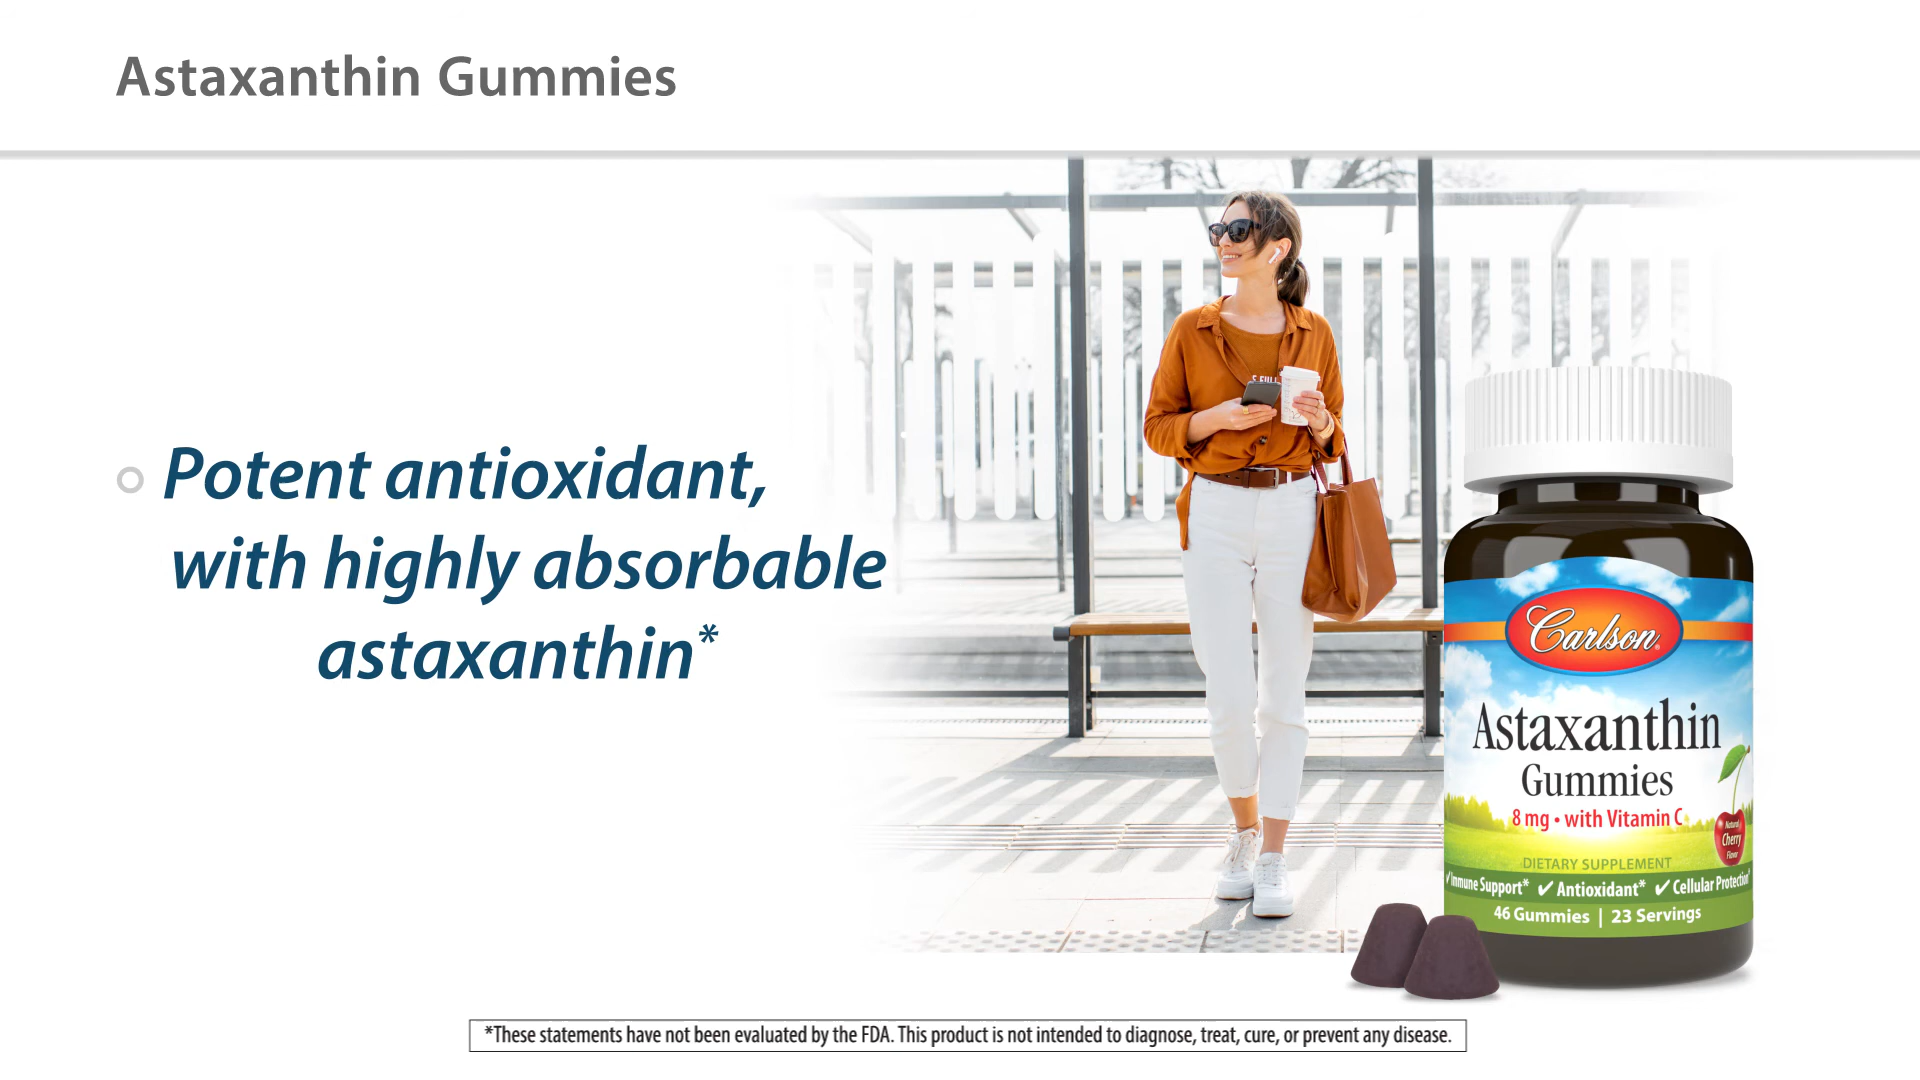 Astaxanthin Gummies
Potent antioxidant,
with highly absorbable
astaxanthin*
Carlson
Astaxanthin
Gummies
8 mg • with Vitamin C
Natural
Cherry
Flavor
DIETARY SUPPLEMENT
✓Immune Support* ✓Antioxidant* ✓Cellular Protection*
46 Gummies | 23 Servings
*These statements have not been evaluated by the FDA. This product is not intended to diagnose, treat, cure, or prevent any disease.